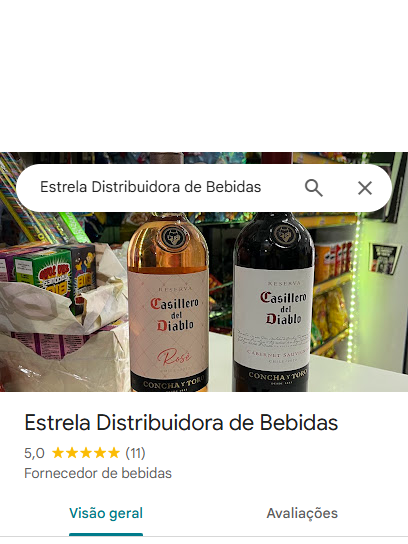 Estrela Distribuidora de Bebidas
RESERVA
Casillero
del
Diablo
Rosé
CONCHA Y TORO
RESERVA
Casillero
del
Diablo
CABERNET SAUVIGNON
CONCHA Y TORO
Estrela Distribuidora de Bebidas
5,0 ★★★★★ (11)
Fornecedor de bebidas
Visão geral
Avaliações